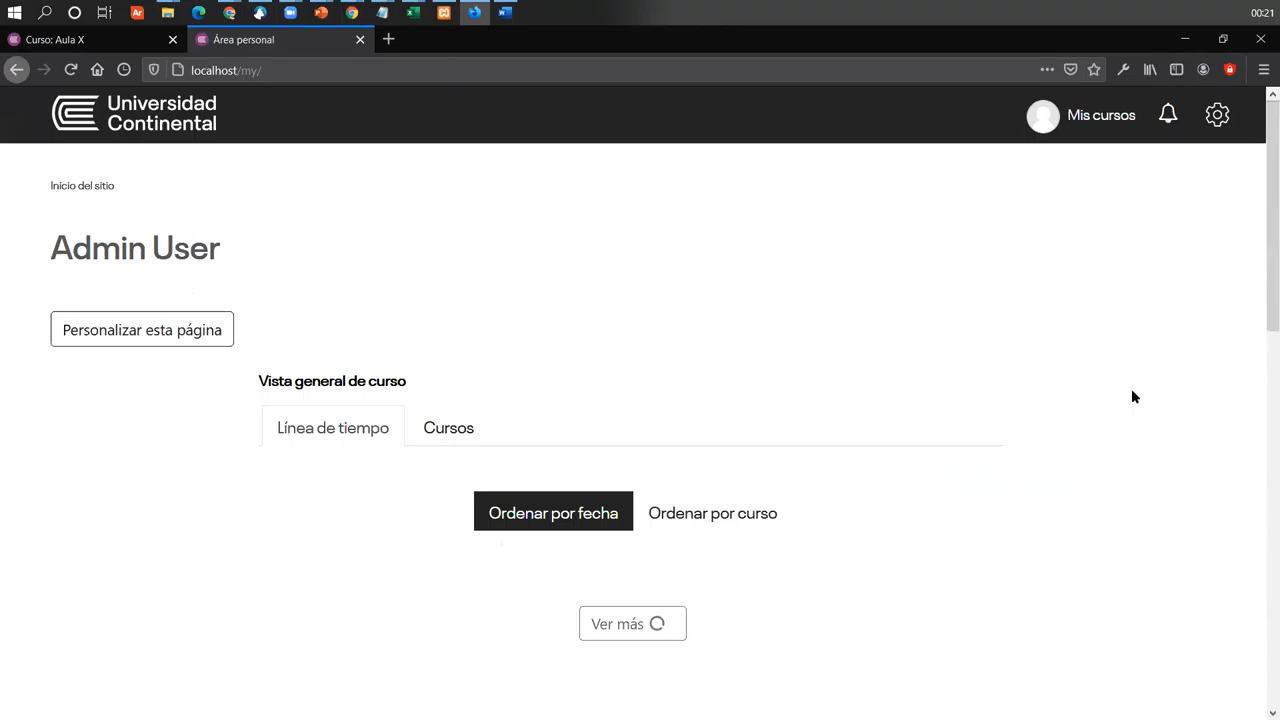 00:21
Curso: Aula X
Área personal
localhost/my/
Universidad
Continental
Mis cursos
Inicio del sitio
Admin User
Personalizar esta página
Vista general de curso
Línea de tiempo
Cursos
Ordenar por fecha
Ordenar por curso
Ver más